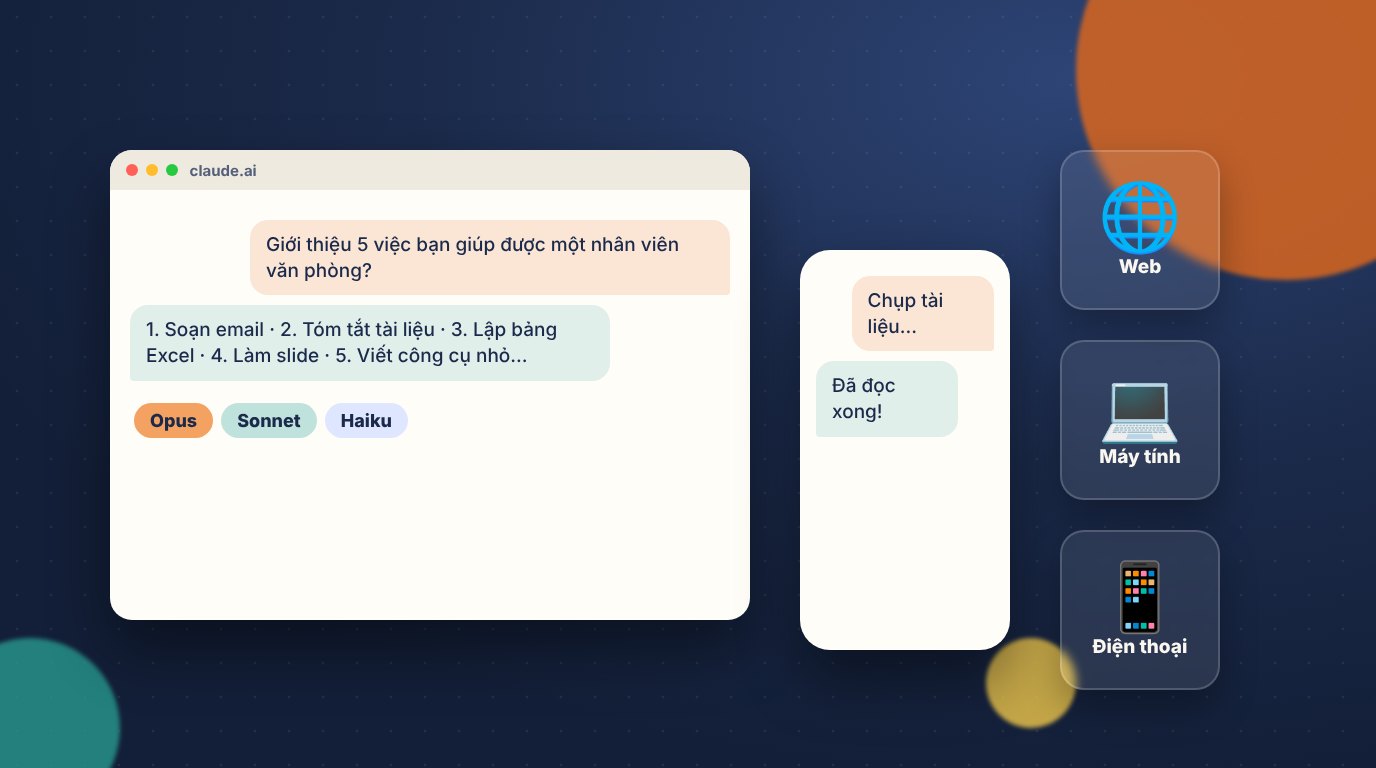 claude.ai
Giới thiệu 5 việc bạn giúp được một nhân viên
văn phòng?
1. Soạn email · 2. Tóm tắt tài liệu · 3. Lập bảng
Excel · 4. Làm slide · 5. Viết công cụ nhỏ...
Opus
Sonnet
Haiku
Chụp tài
liệu...
Đã đọc
xong!
Web
Máy tính
Điện thoại